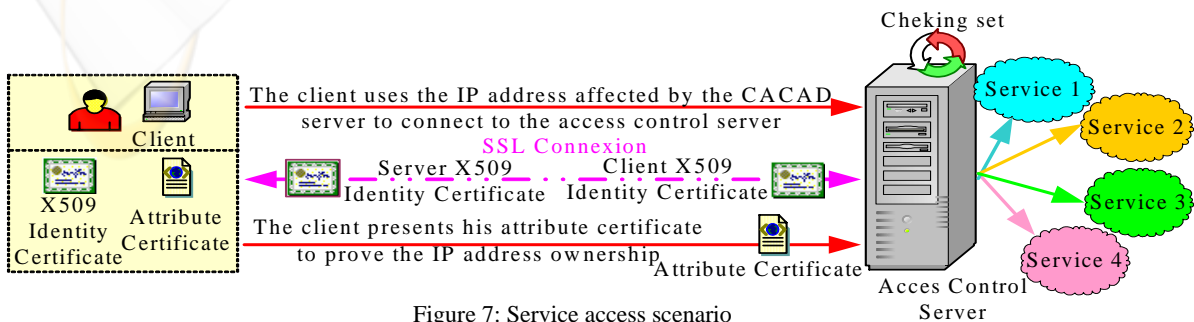 Cheking set
The client uses the IP address affected by the CACAD
server to connect to the access control server
Client
SSL Connexion
Server X509
Identity Certificate
Client X509
Identity Certificate
X509
Identity
Certificate
Attribute
Certificate
The client presents his attribute certificate
to prove the IP address ownership
Attribute Certificate
Service 1
Service 2
Service 3
Service 4
Acces Control
Server
Figure 7: Service access scenario